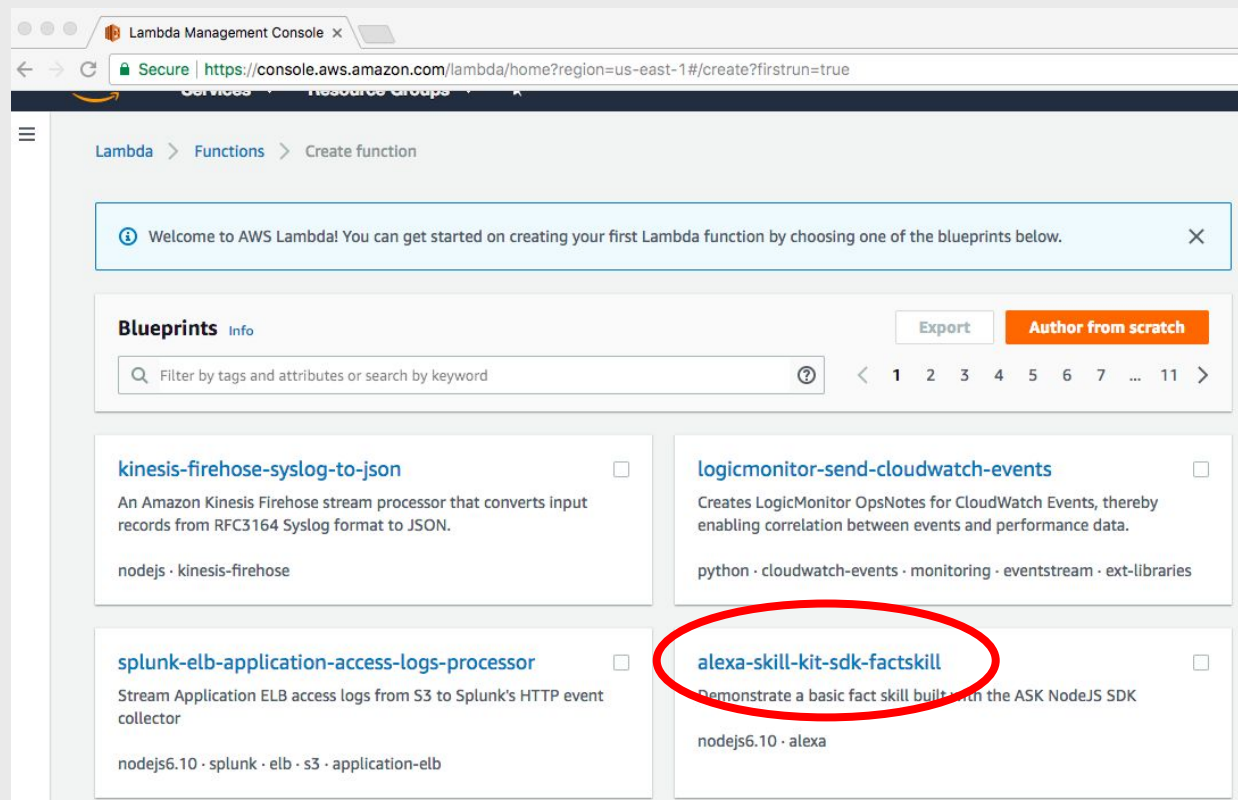 Lambda Management Console ×
Secure | https://console.aws.amazon.com/lambda/home?region=us-east-1#/create?firstrun=true
Services Resource Groups
Lambda > Functions > Create function
Welcome to AWS Lambda! You can get started on creating your first Lambda function by choosing one of the blueprints below.
Blueprints Info
Export
Author from scratch
Filter by tags and attributes or search by keyword
< 1 2 3 4 5 6 7 ... 11 >
kinesis-firehose-syslog-to-json
An Amazon Kinesis Firehose stream processor that converts input
records from RFC3164 Syslog format to JSON.
nodejs · kinesis-firehose
logicmonitor-send-cloudwatch-events
Creates LogicMonitor OpsNotes for CloudWatch Events, thereby
enabling correlation between events and performance data.
python · cloudwatch-events · monitoring · eventstream · ext-libraries
splunk-elb-application-access-logs-processor
Stream Application ELB access logs from S3 to Splunk's HTTP event
collector
nodejs6.10 · splunk · elb · s3 · application-elb
alexa-skill-kit-sdk-factskill
Demonstrate a basic fact skill built with the ASK NodeJS SDK
nodejs6.10 · alexa